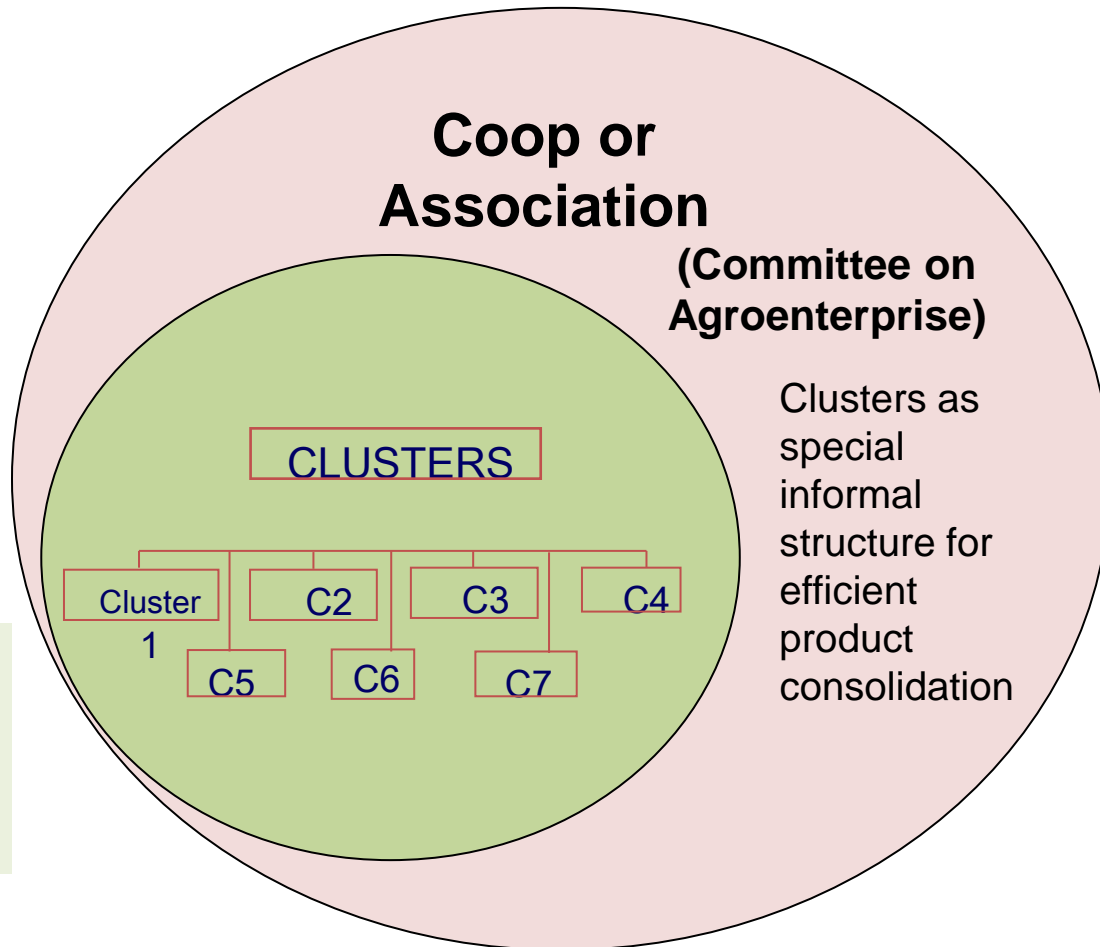 Coop or
Association
(Committee on
Agroenterprise)
Clusters as
special
informal
structure for
efficient
product
consolidation
CLUSTERS
Cluster
1
C2
C3
C4
C5
C6
C7